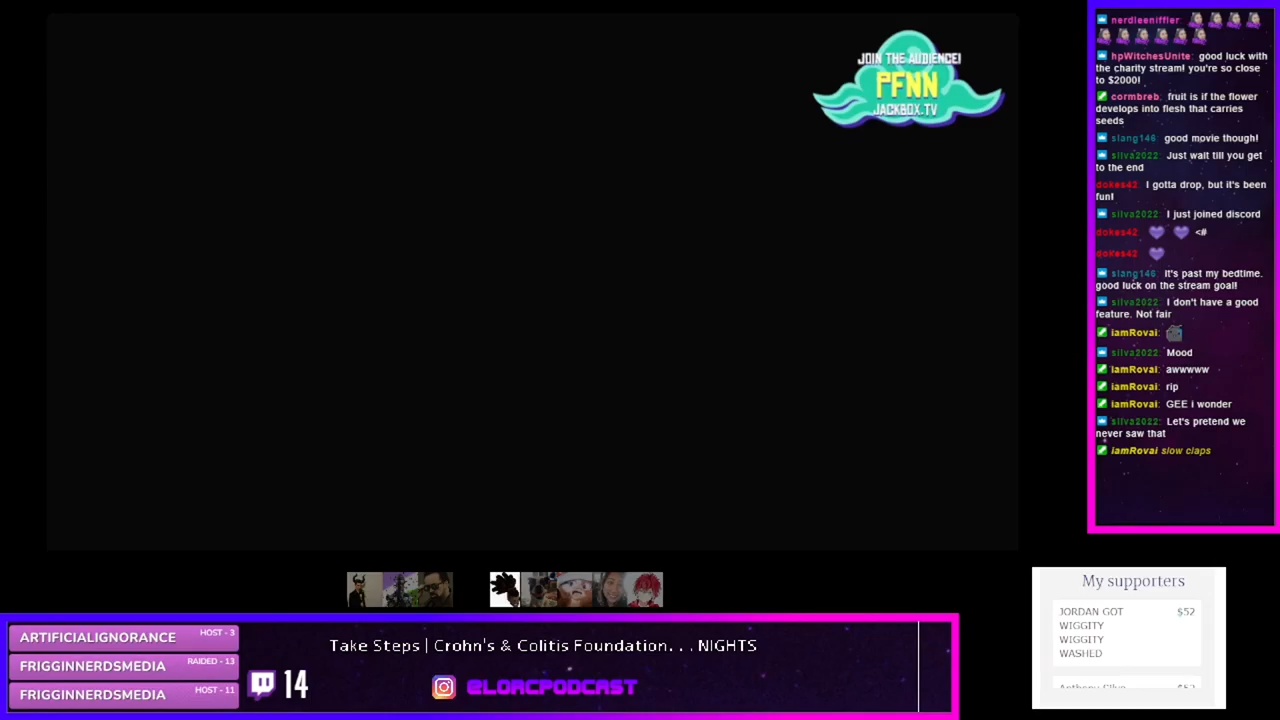 JOIN THE AUDIENCE!
PFNN
JACKBOX.TV
nerdleeniffler:
hpWitchesUnite: good luck with
the charity stream! you're so close
to $2000!
cormbreb: fruit is if the flower
develops into flesh that carries
seeds
slang146: good movie though!
silva2022: Just wait till you get
to the end
dokes42: I gotta drop, but it's been
fun!
silva2022: I just joined discord
dokes42: <#
dokes42:
slang146: it's past my bedtime.
good luck on the stream goal!
silva2022: I don't have a good
feature. Not fair
iamRovai:
silva2022: Mood
iamRovai: awwwww
iamRovai: rip
iamRovai: GEE i wonder
silva2022: Let's pretend we
never saw that
iamRovai slow claps
My supporters
JORDAN GOT $52
WIGGITY
WIGGITY
WASHED
ARTIFICIALIGNORANCE HOST - 3
FRIGGINNERDSMEDIA RAIDED - 13
FRIGGINNERDSMEDIA HOST - 11
14
Take Steps | Crohn's & Colitis Foundation. . . NIGHTS
@LORCPODCAST